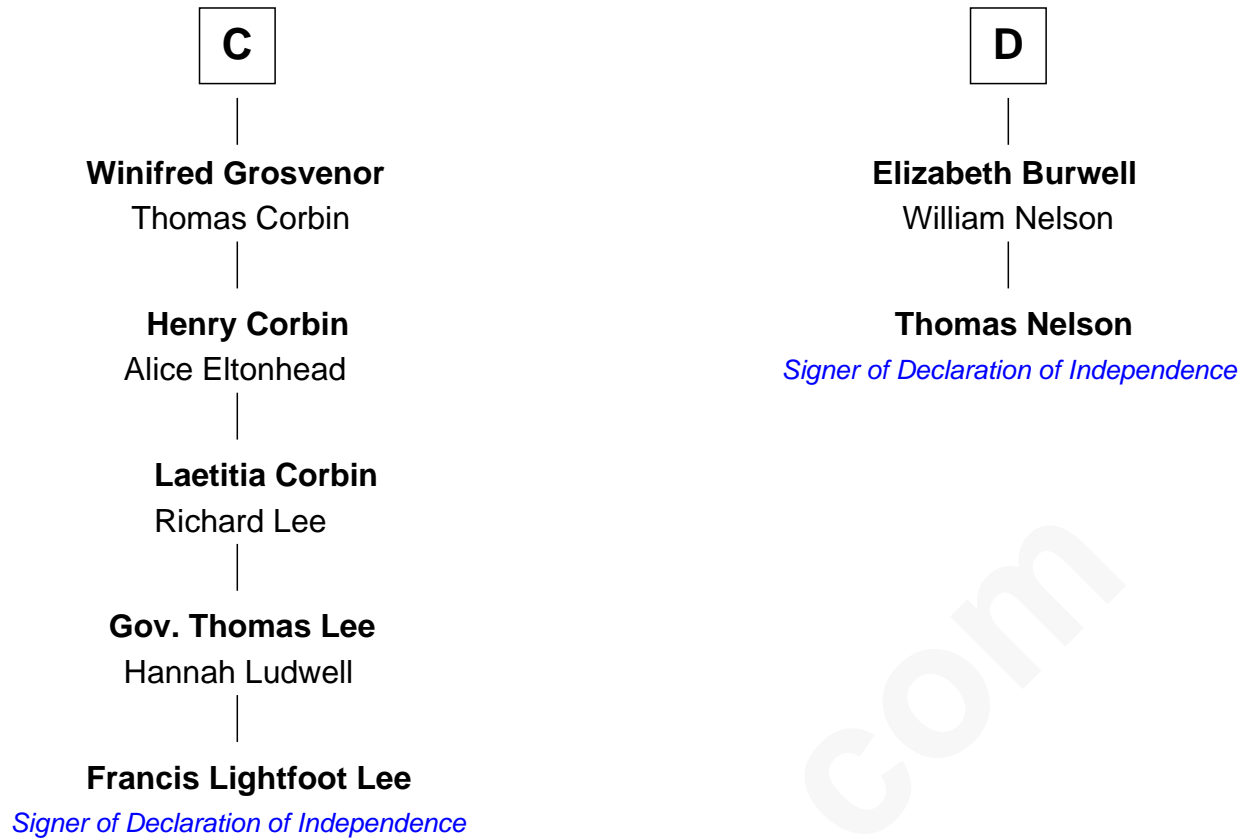 C
Winifred Grosvenor
Thomas Corbin
Henry Corbin
Alice Eltonhead
Laetitia Corbin
Richard Lee
Gov. Thomas Lee
Hannah Ludwell
Francis Lightfoot Lee
Signer of Declaration of Independence
D
Elizabeth Burwell
William Nelson
Thomas Nelson
Signer of Declaration of Independence
com